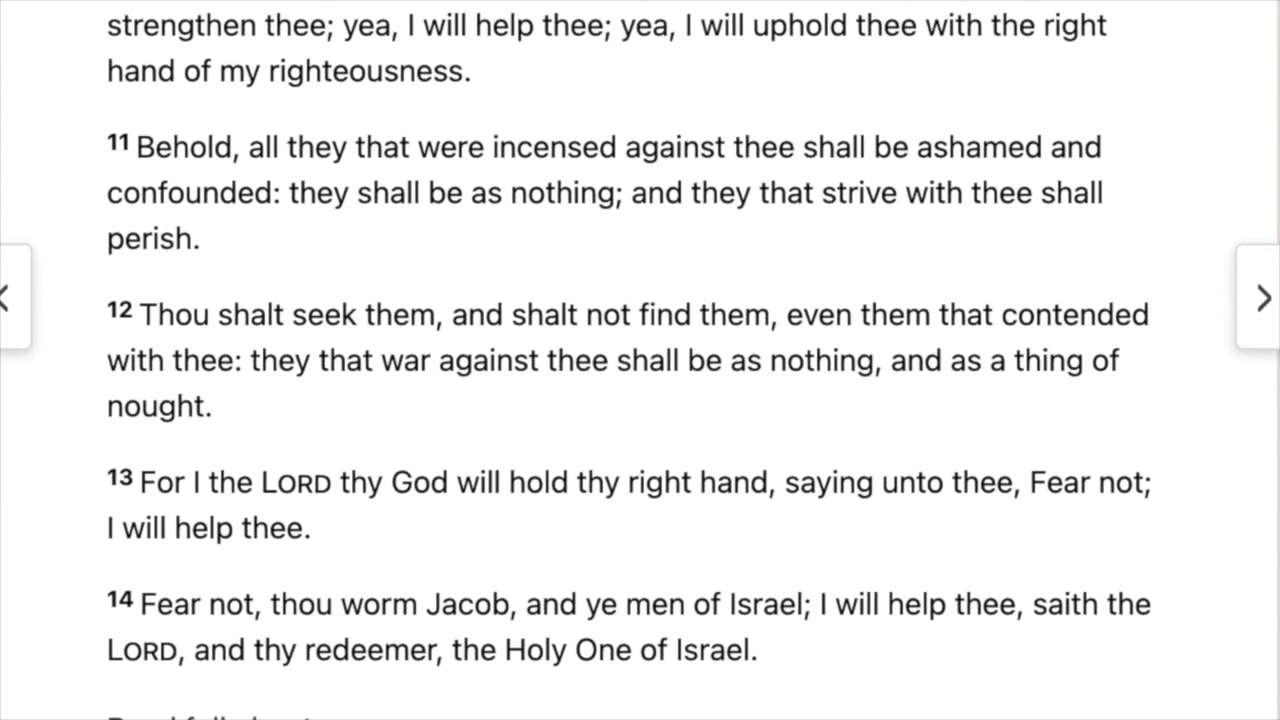 strengthen thee; yea, I will help thee; yea, I will uphold thee with the right
hand of my righteousness.
11 Behold, all they that were incensed against thee shall be ashamed and
confounded: they shall be as nothing; and they that strive with thee shall
perish.
12 Thou shalt seek them, and shalt not find them, even them that contended
with thee: they that war against thee shall be as nothing, and as a thing of
nought.
13 For I the LORD thy God will hold thy right hand, saying unto thee, Fear not;
I will help thee.
14 Fear not, thou worm Jacob, and ye men of Israel; I will help thee, saith the
LORD, and thy redeemer, the Holy One of Israel.